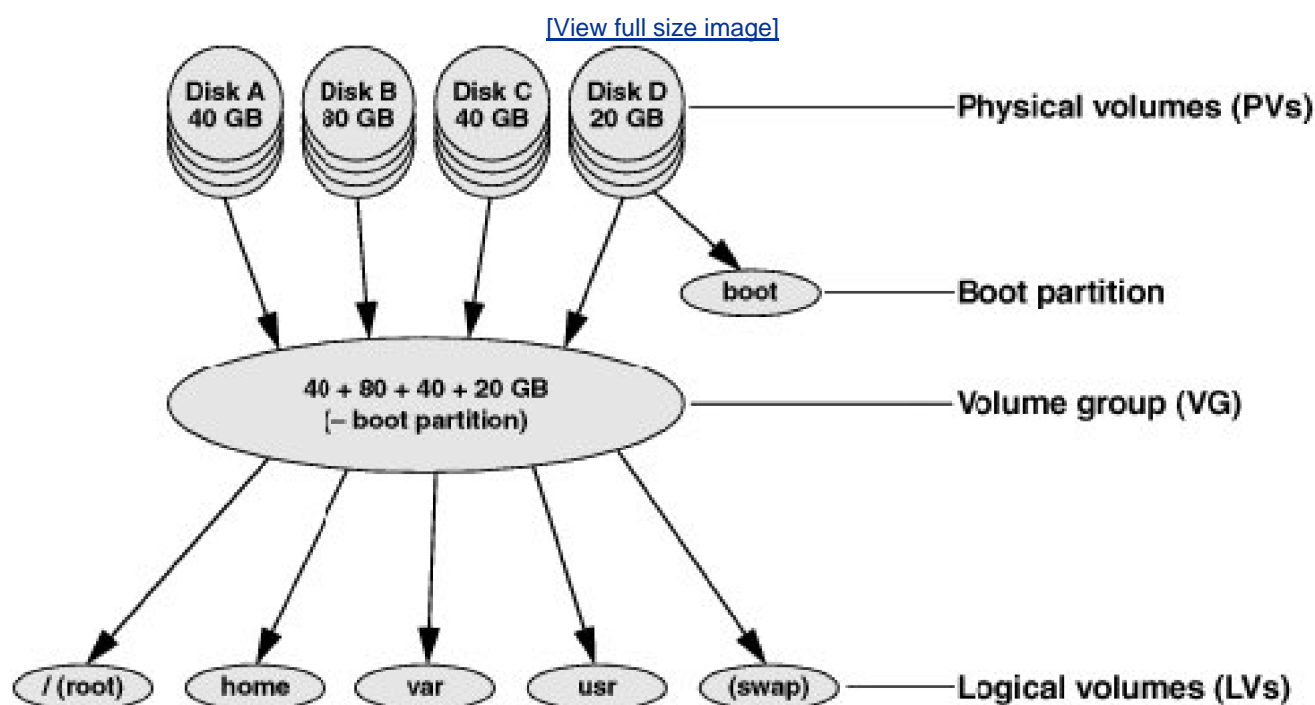 [View full size image]
Disk A
40 GB
Disk B
80 GB
Disk C
40 GB
Disk D
20 GB
Physical volumes (PVs)
boot
Boot partition
40 + 80 + 40 + 20 GB
(– boot partition)
Volume group (VG)
/ (root)
home
var
usr
(swap)
Logical volumes (LVs)